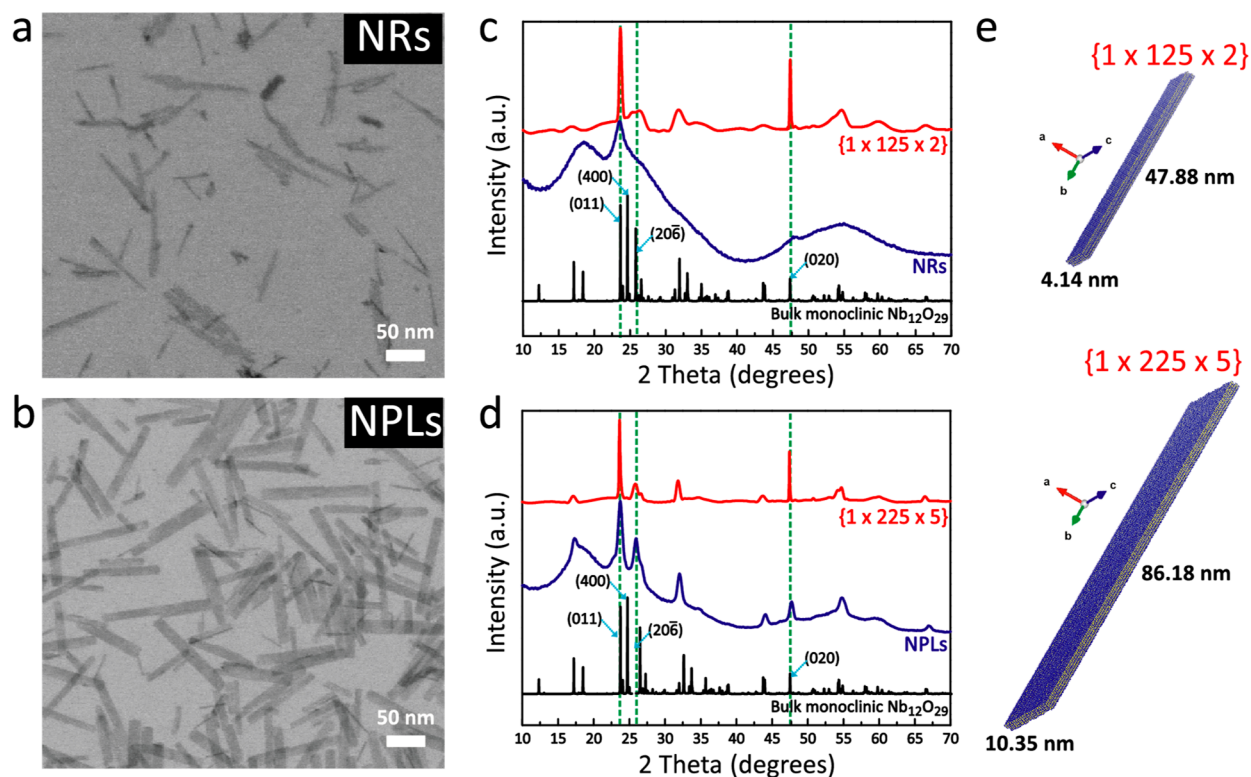 a
NRs
50 nm
b
NPLs
50 nm
c
Intensity (a.u.)
{1 x 125 x 2}
(400)
(011)
(206̅)
NRs
(020)
Bulk monoclinic Nb₁₂O₂₉
10 15 20 25 30 35 40 45 50 55 60 65 70
2 Theta (degrees)
d
Intensity (a.u.)
{1 x 225 x 5}
(400)
(011)
(206̅)
NPLs
(020)
Bulk monoclinic Nb₁₂O₂₉
10 15 20 25 30 35 40 45 50 55 60 65 70
2 Theta (degrees)
e
{1 x 125 x 2}
a
c
b
47.88 nm
4.14 nm
{1 x 225 x 5}
a
c
b
86.18 nm
10.35 nm